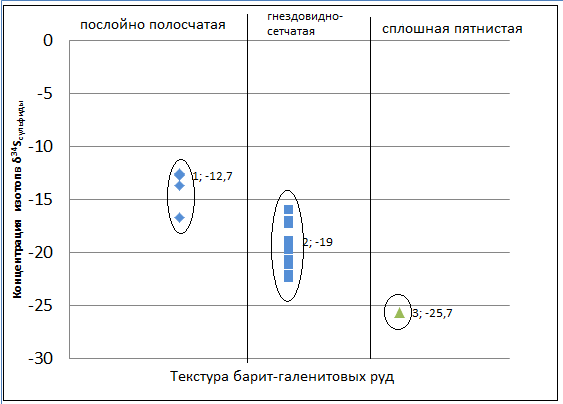 послойно полосчатая
гнездовидно-
сетчатая
сплошная пятнистая
0
-5
-10
-15
-20
-25
-30
Концентрация изотопа δ³⁴Sсульфиды
1; -12,7
2; -19
3; -25,7
Текстура барит-галенитовых руд